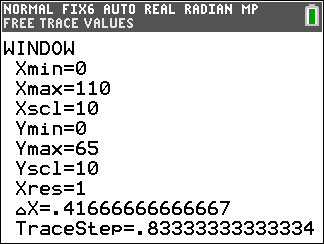 NORMAL FIX6 AUTO REAL RADIAN MP
FREE TRACE VALUES
WINDOW
Xmin=0
Xmax=110
Xscl=10
Ymin=0
Ymax=65
Yscl=10
Xres=1
△X=.41666666666667
TraceStep=.83333333333334